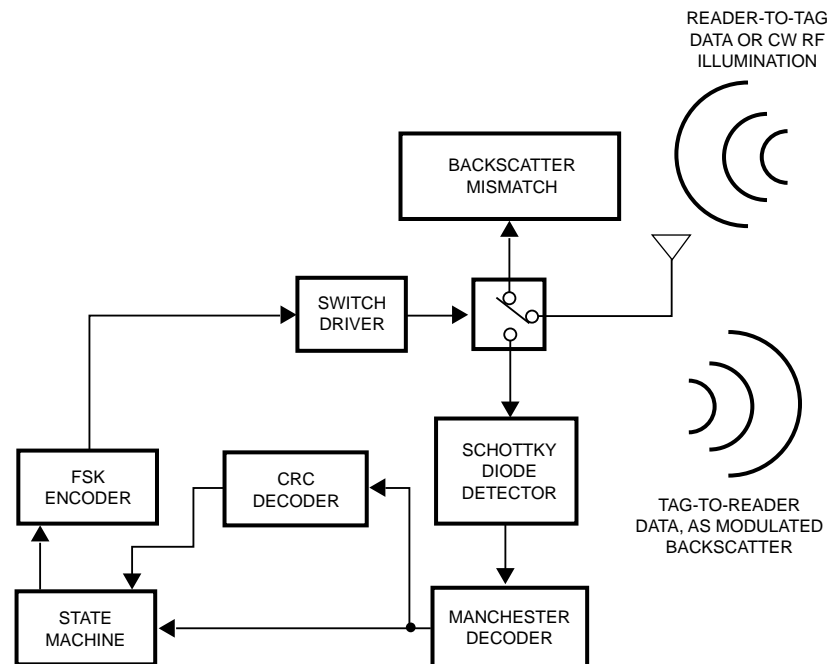 READER-TO-TAG
DATA OR CW RF
ILLUMINATION
BACKSCATTER
MISMATCH
SWITCH
DRIVER
FSK
ENCODER
CRC
DECODER
SCHOTTKY
DIODE
DETECTOR
TAG-TO-READER
DATA, AS MODULATED
BACKSCATTER
STATE
MACHINE
MANCHESTER
DECODER